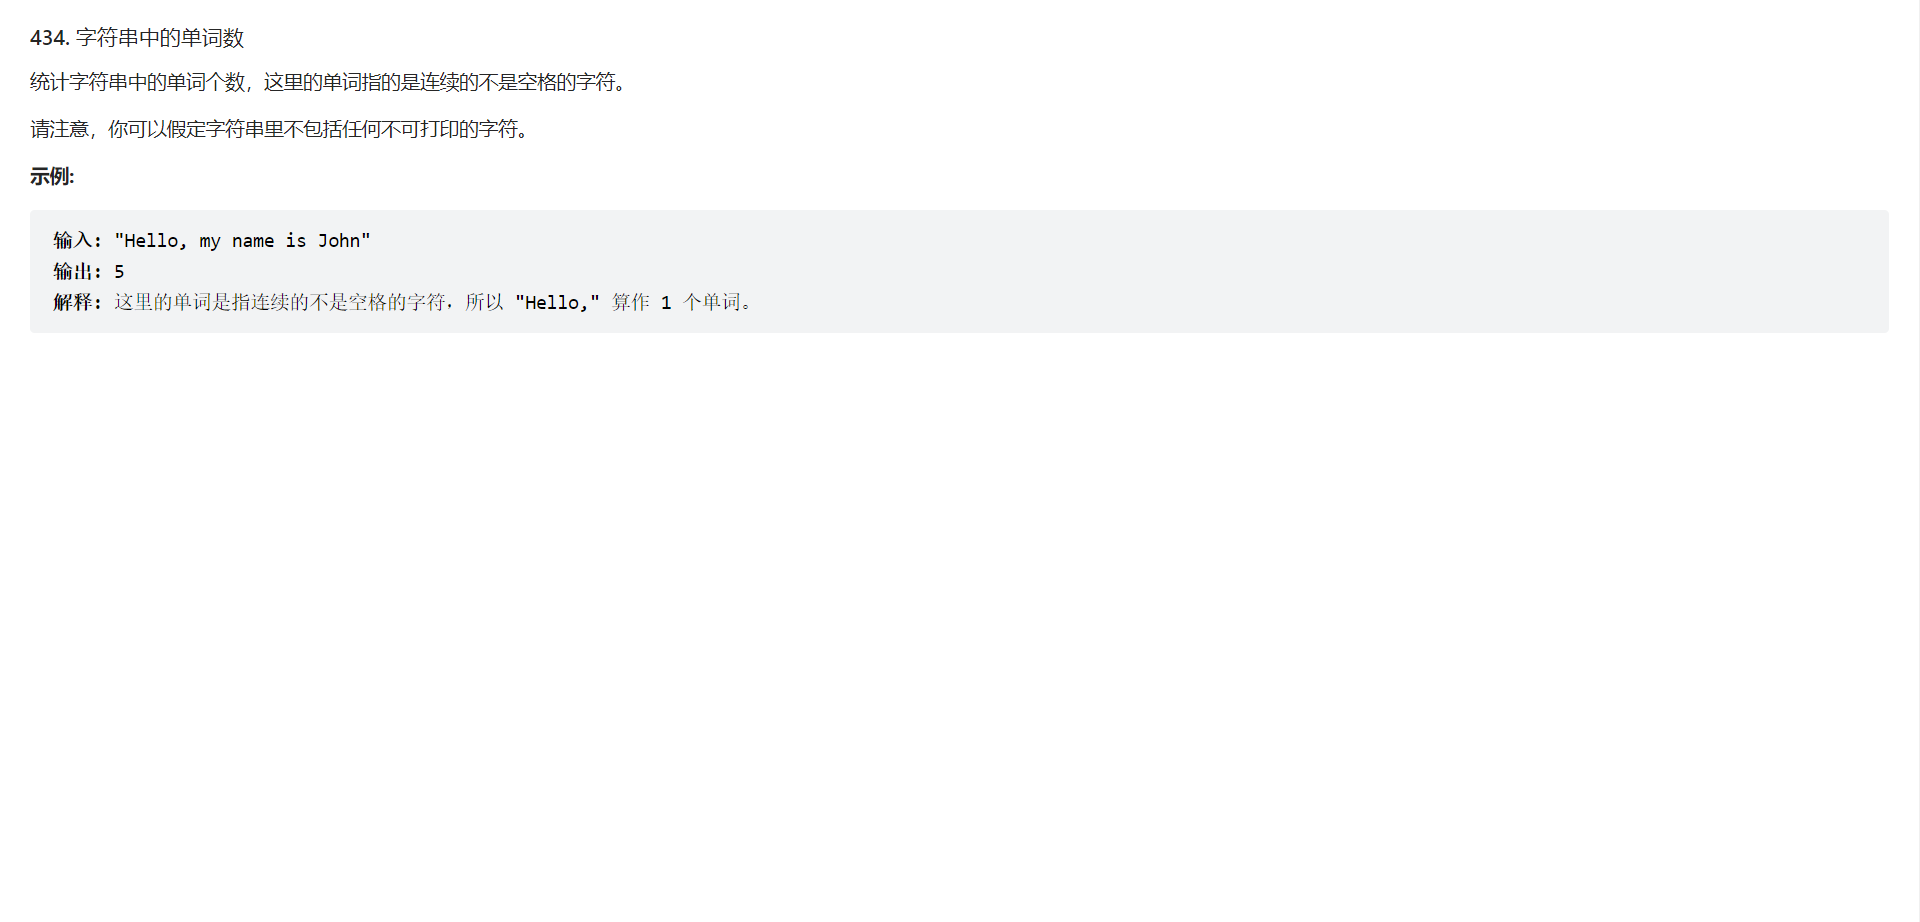 434. 字符串中的单词数
统计字符串中的单词个数，这里的单词指的是连续的不是空格的字符。
请注意，你可以假定字符串里不包括任何不可打印的字符。
示例:
输入: "Hello, my name is John"
输出: 5
解释: 这里的单词是指连续的不是空格的字符，所以 "Hello," 算作 1 个单词。